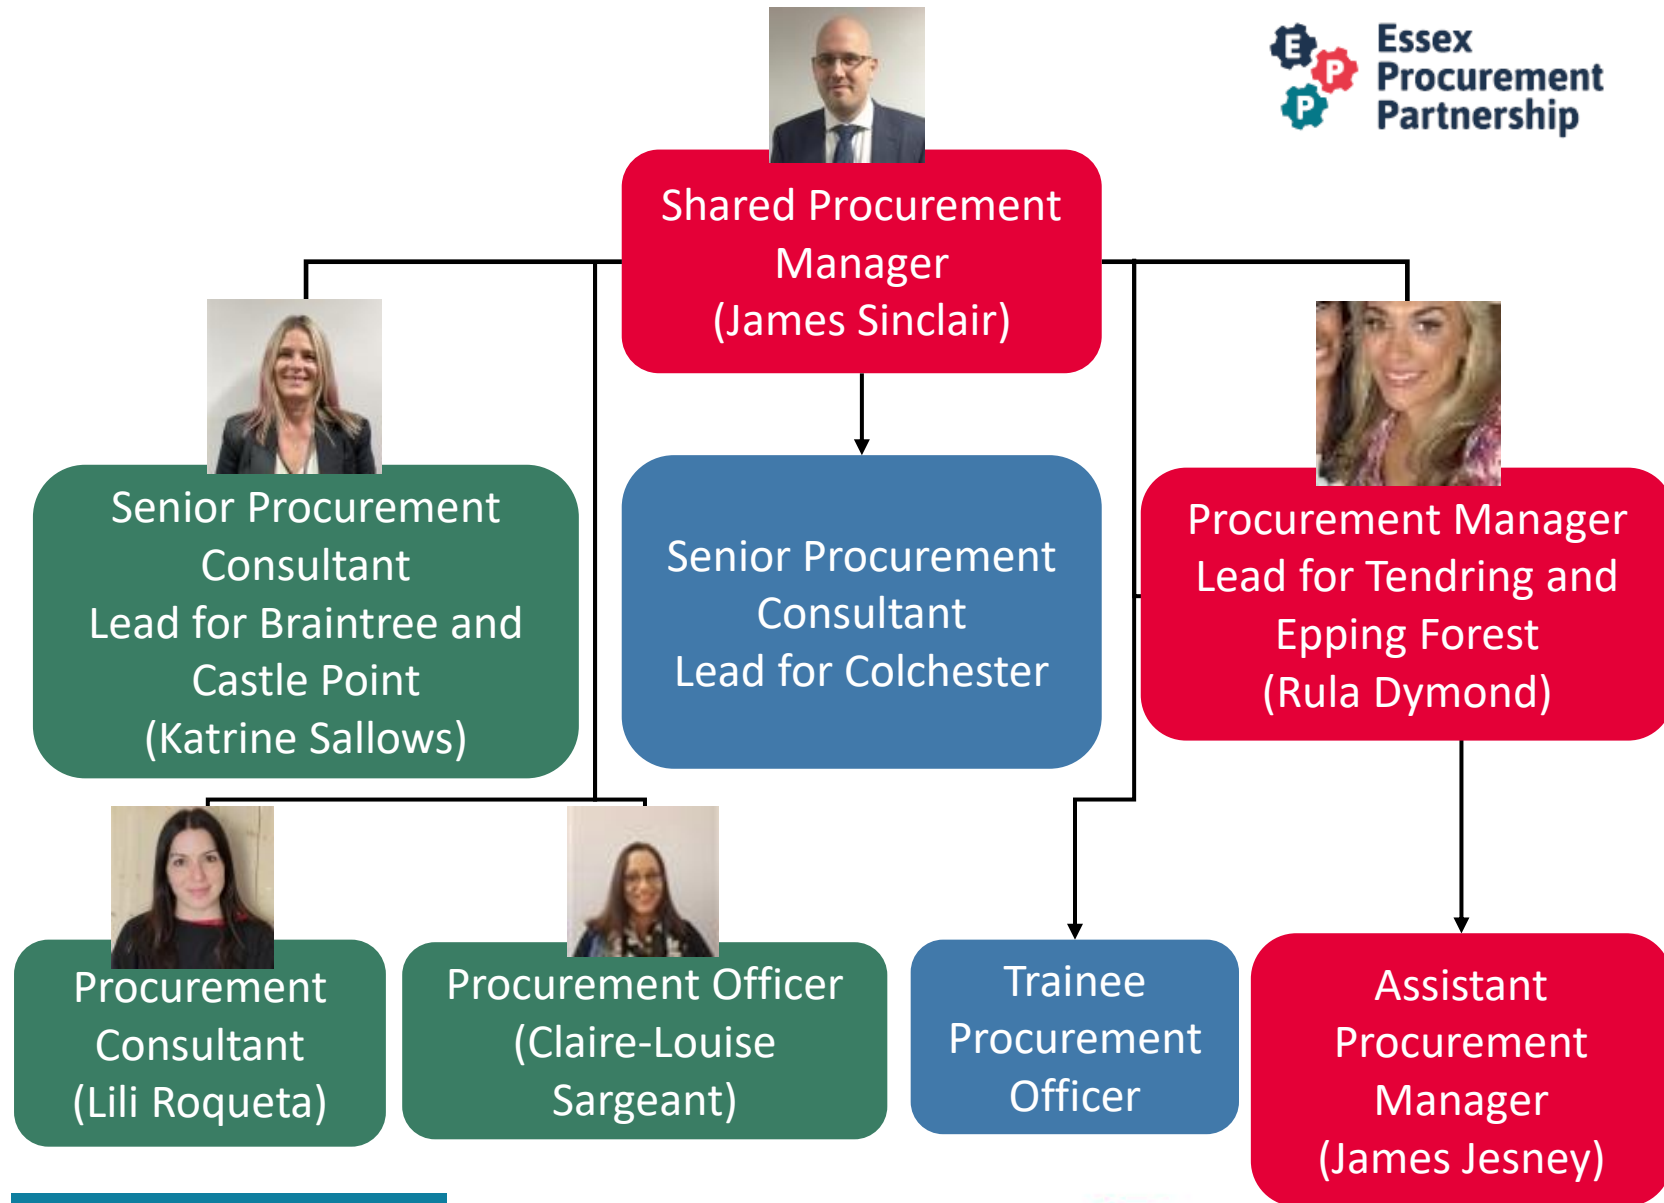 E
P
P
Essex
Procurement
Partnership
Shared Procurement
Manager
(James Sinclair)
Senior Procurement
Consultant
Lead for Braintree and
Castle Point
(Katrine Sallows)
Senior Procurement
Consultant
Lead for Colchester
Procurement Manager
Lead for Tendring and
Epping Forest
(Rula Dymond)
Procurement
Consultant
(Lili Roqueta)
Procurement Officer
(Claire-Louise
Sargeant)
Trainee
Procurement
Officer
Assistant
Procurement
Manager
(James Jesney)